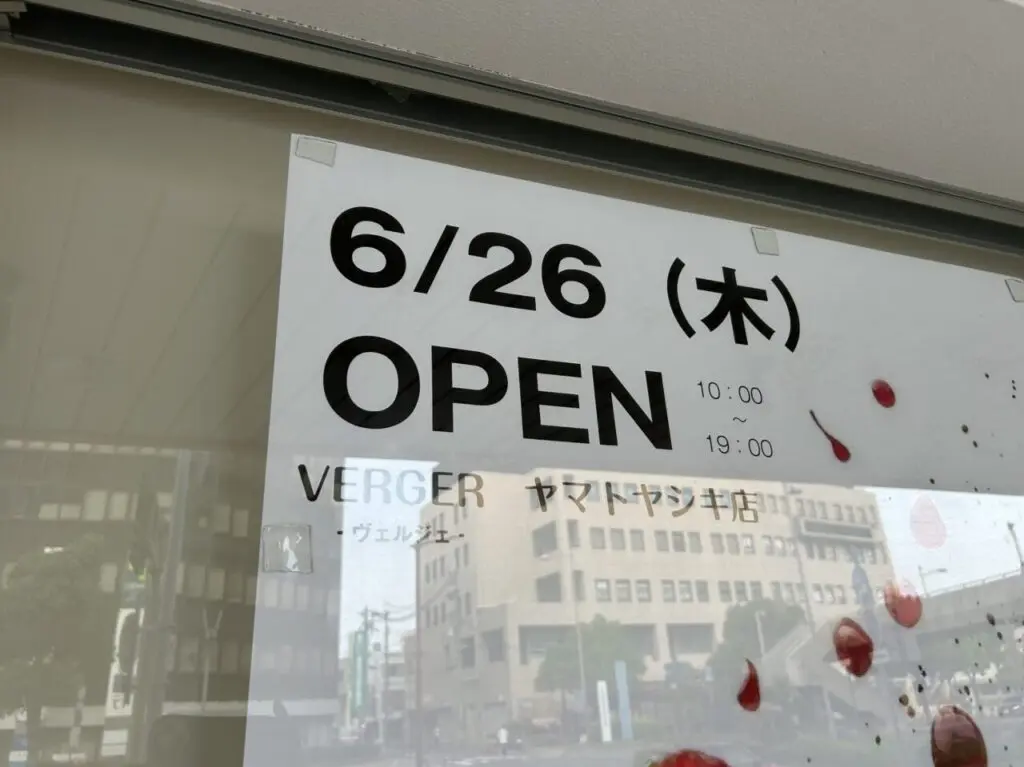 6/26 (木)
OPEN
10:00
～
19:00
VERGER ヤマトヤシキ店
-ヴェルジェ-